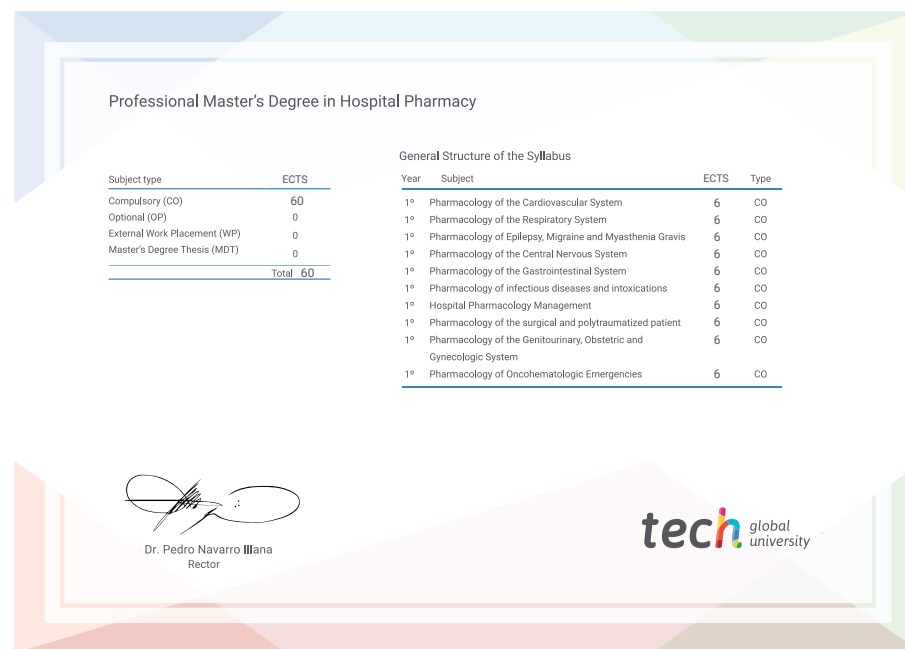 Professional Master's Degree in Hospital Pharmacy
Subject type ECTS
Compulsory (CO) 60
Optional (OP) 0
External Work Placement (WP) 0
Master's Degree Thesis (MDT) 0
Total 60
General Structure of the Syllabus
Year Subject ECTS Type
1º Pharmacology of the Cardiovascular System 6 CO
1º Pharmacology of the Respiratory System 6 CO
1º Pharmacology of Epilepsy, Migraine and Myasthenia Gravis 6 CO
1º Pharmacology of the Central Nervous System 6 CO
1º Pharmacology of the Gastrointestinal System 6 CO
1º Pharmacology of infectious diseases and intoxications 6 CO
1º Hospital Pharmacology Management 6 CO
1º Pharmacology of the surgical and polytraumatized patient 6 CO
1º Pharmacology of the Genitourinary, Obstetric and 6 CO
Gynecologic System
1º Pharmacology of Oncohematologic Emergencies 6 CO
Dr. Pedro Navarro Illana
Rector
tech global
university